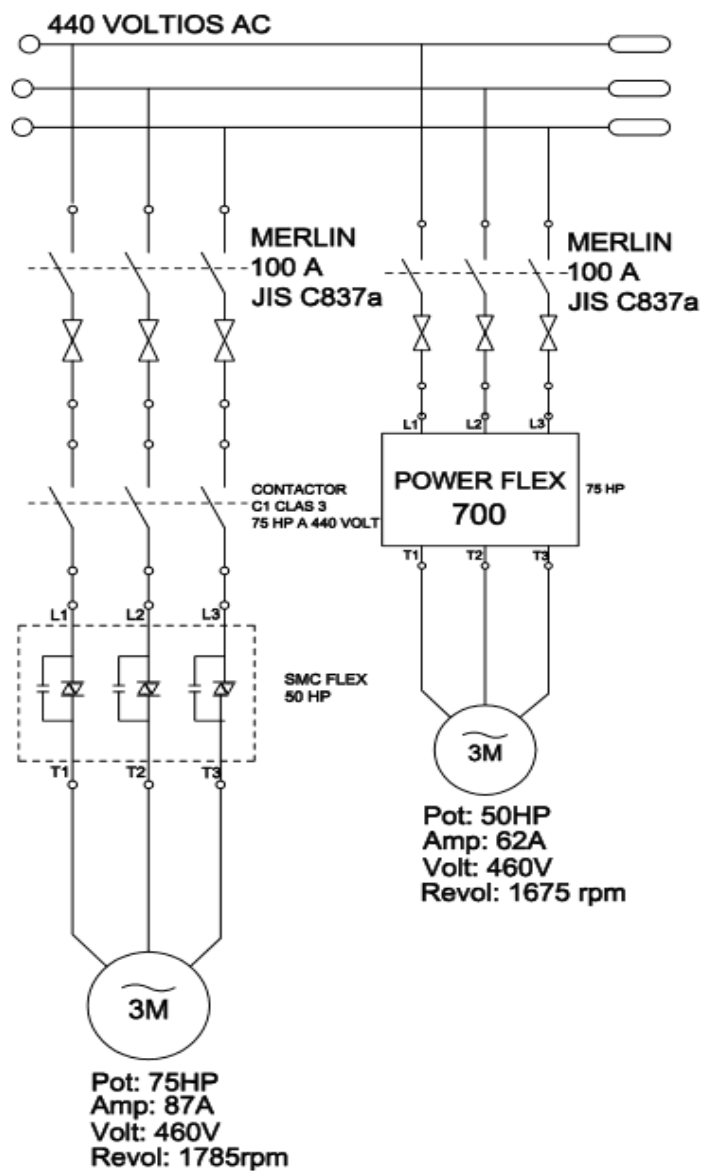 440 VOLTIOS AC
MERLIN
100 A
JIS C837a
MERLIN
100 A
JIS C837a
L1 L2 L3
POWER FLEX
700
75 HP
T1 T2 T3
CONTACTOR
C1 CLAS 3
75 HP A 440 VOLT
L1 L2 L3
SMC FLEX
50 HP
T1 T2 T3
3M
Pot: 50HP
Amp: 62A
Volt: 460V
Revol: 1675 rpm
3M
Pot: 75HP
Amp: 87A
Volt: 460V
Revol: 1785rpm